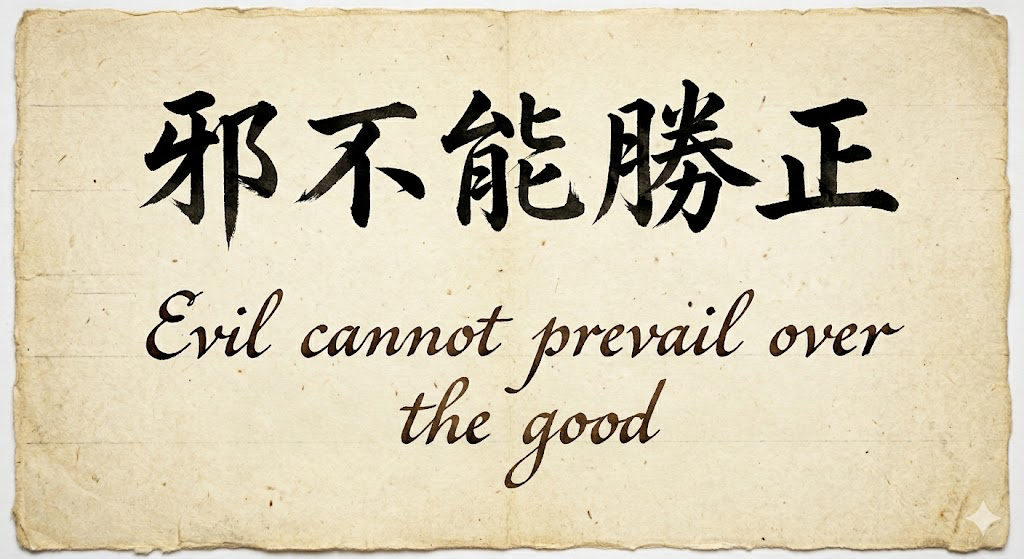 邪不能勝正
Evil cannot prevail over
the good